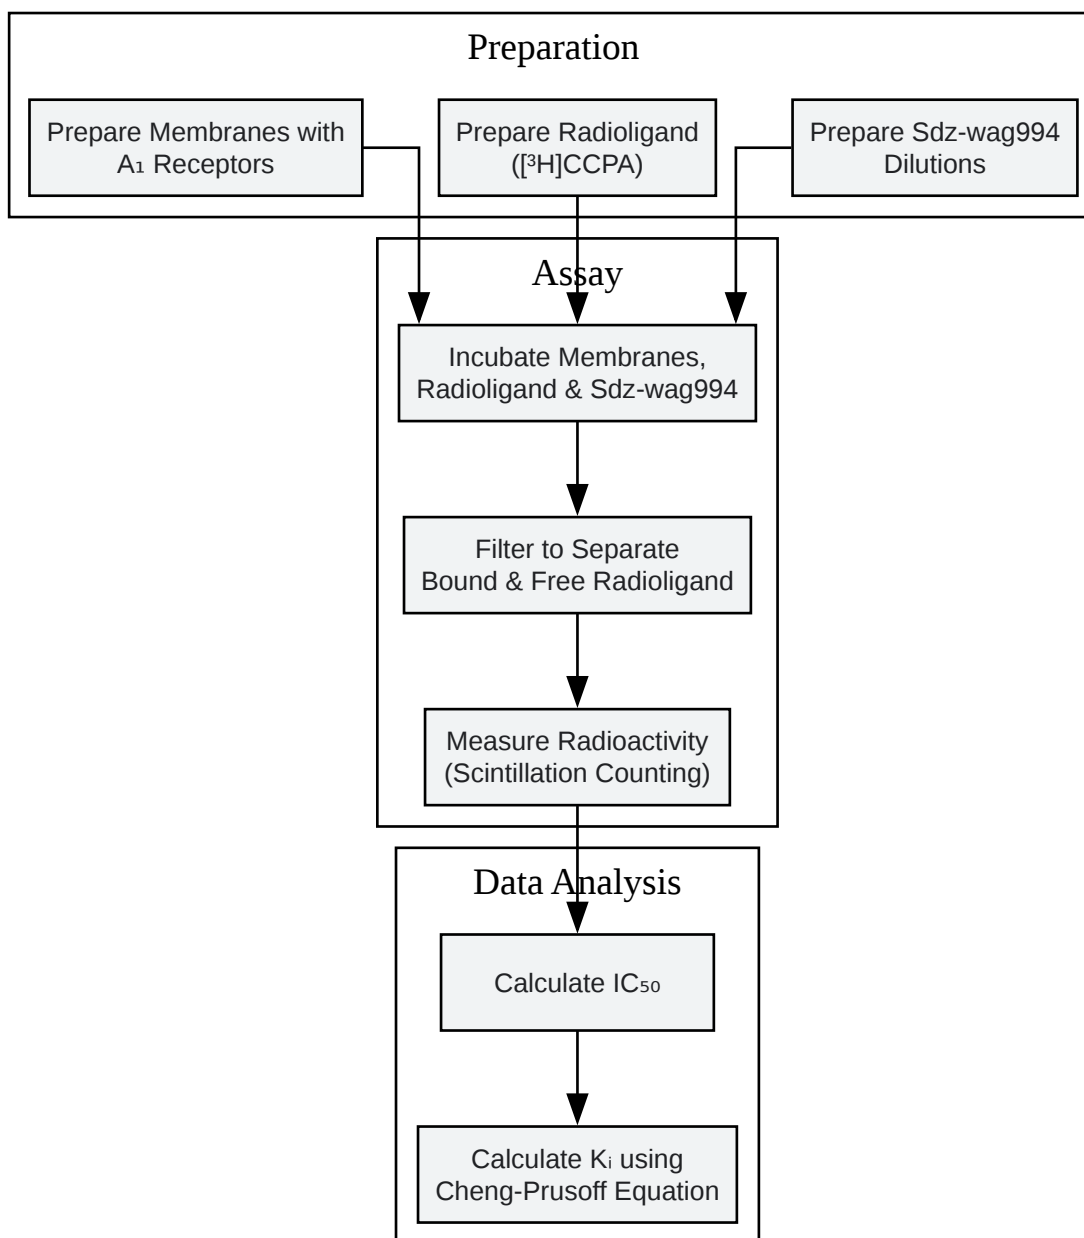 Preparation
Prepare Membranes with
A₁ Receptors
Prepare Radioligand
([³H]CCPA)
Prepare Sdz-wag994
Dilutions
Assay
Incubate Membranes,
Radioligand & Sdz-wag994
Filter to Separate
Bound & Free Radioligand
Measure Radioactivity
(Scintillation Counting)
Data Analysis
Calculate IC₅₀
Calculate Kᵢ using
Cheng-Prusoff Equation